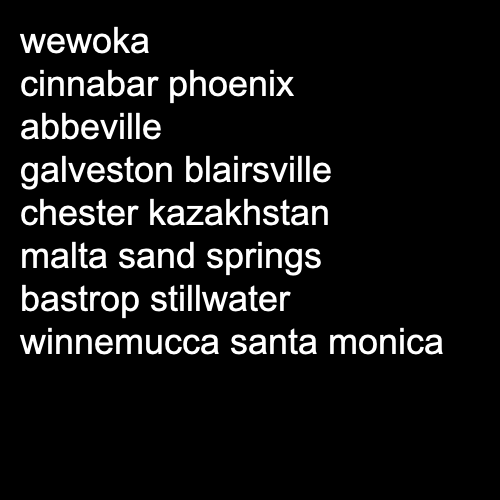 wewoka
cinnabar phoenix
abbeville
galveston blairsville
chester kazakhstan
malta sand springs
bastrop stillwater
winnemucca santa monica